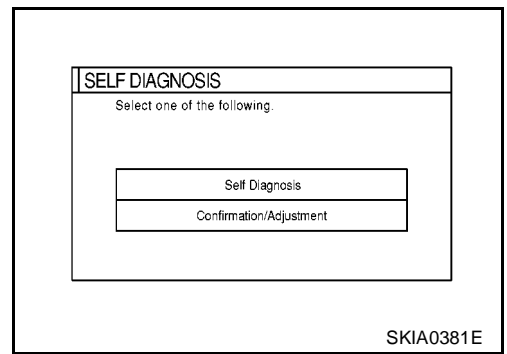 SELF DIAGNOSIS
Select one of the following.
Self Diagnosis
Confirmation/Adjustment
SKIA0381E